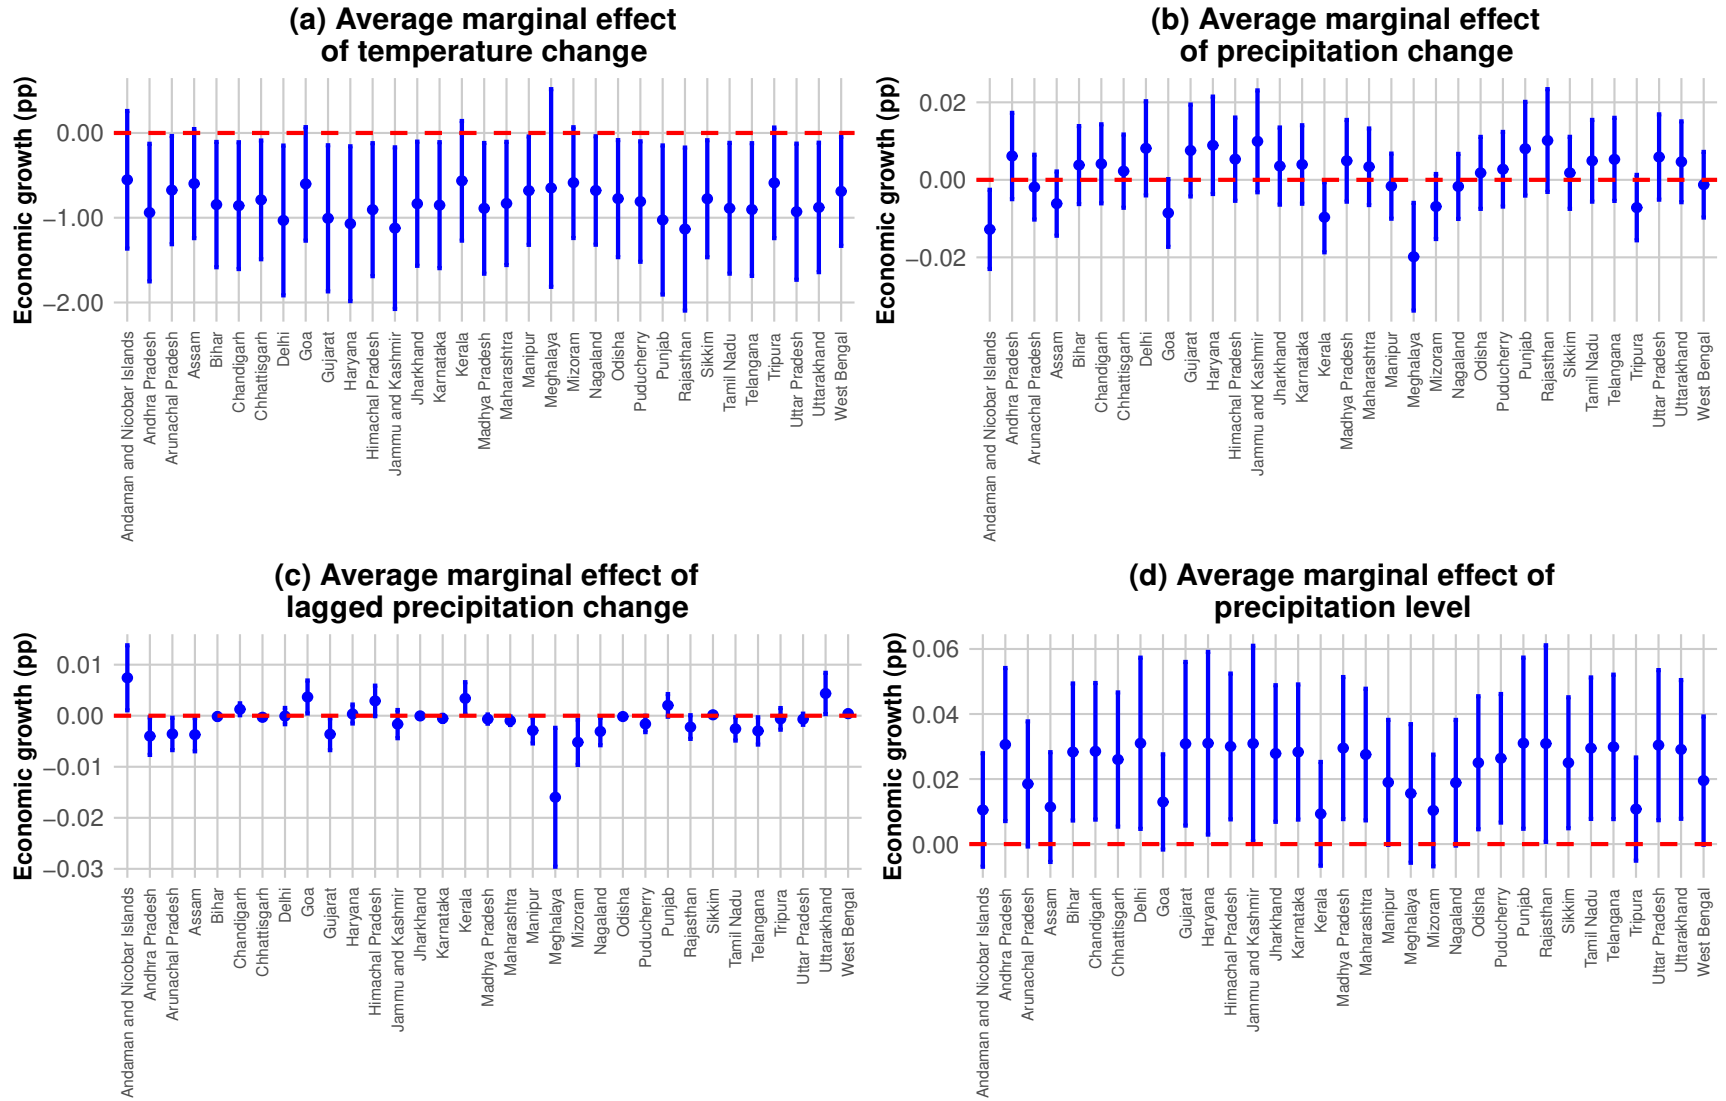 (a) Average marginal effect
of temperature change
Economic growth (pp)
0.00
−1.00
−2.00
Andaman and Nicobar Islands
Andhra Pradesh
Arunachal Pradesh
Assam
Bihar
Chandigarh
Chhattisgarh
Delhi
Goa
Gujarat
Haryana
Himachal Pradesh
Jammu and Kashmir
Jharkhand
Karnataka
Kerala
Madhya Pradesh
Maharashtra
Manipur
Meghalaya
Mizoram
Nagaland
Odisha
Puducherry
Punjab
Rajasthan
Sikkim
Tamil Nadu
Telangana
Tripura
Uttar Pradesh
Uttarakhand
West Bengal
(b) Average marginal effect
of precipitation change
Economic growth (pp)
0.02
0.00
−0.02
Andaman and Nicobar Islands
Andhra Pradesh
Arunachal Pradesh
Assam
Bihar
Chandigarh
Chhattisgarh
Delhi
Goa
Gujarat
Haryana
Himachal Pradesh
Jammu and Kashmir
Jharkhand
Karnataka
Kerala
Madhya Pradesh
Maharashtra
Manipur
Meghalaya
Mizoram
Nagaland
Odisha
Puducherry
Punjab
Rajasthan
Sikkim
Tamil Nadu
Telangana
Tripura
Uttar Pradesh
Uttarakhand
West Bengal
(c) Average marginal effect of
lagged precipitation change
Economic growth (pp)
0.01
0.00
−0.01
−0.02
−0.03
Andaman and Nicobar Islands
Andhra Pradesh
Arunachal Pradesh
Assam
Bihar
Chandigarh
Chhattisgarh
Delhi
Goa
Gujarat
Haryana
Himachal Pradesh
Jammu and Kashmir
Jharkhand
Karnataka
Kerala
Madhya Pradesh
Maharashtra
Manipur
Meghalaya
Mizoram
Nagaland
Odisha
Puducherry
Punjab
Rajasthan
Sikkim
Tamil Nadu
Telangana
Tripura
Uttar Pradesh
Uttarakhand
West Bengal
(d) Average marginal effect of
precipitation level
Economic growth (pp)
0.06
0.04
0.02
0.00
Andaman and Nicobar Islands
Andhra Pradesh
Arunachal Pradesh
Assam
Bihar
Chandigarh
Chhattisgarh
Delhi
Goa
Gujarat
Haryana
Himachal Pradesh
Jammu and Kashmir
Jharkhand
Karnataka
Kerala
Madhya Pradesh
Maharashtra
Manipur
Meghalaya
Mizoram
Nagaland
Odisha
Puducherry
Punjab
Rajasthan
Sikkim
Tamil Nadu
Telangana
Tripura
Uttar Pradesh
Uttarakhand
West Bengal